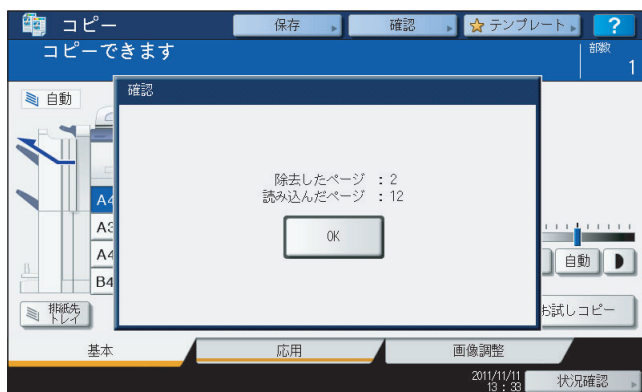 コピー
保存
確認
テンプレート
?
コピーできます
部数
1
自動
確認
除去したページ : 2
読み込んだページ : 12
OK
A4
A3
A4
B4
自動
排紙先
トレイ
お試しコピー
基本
応用
画像調整
2011/11/11
13 : 33
状況確認